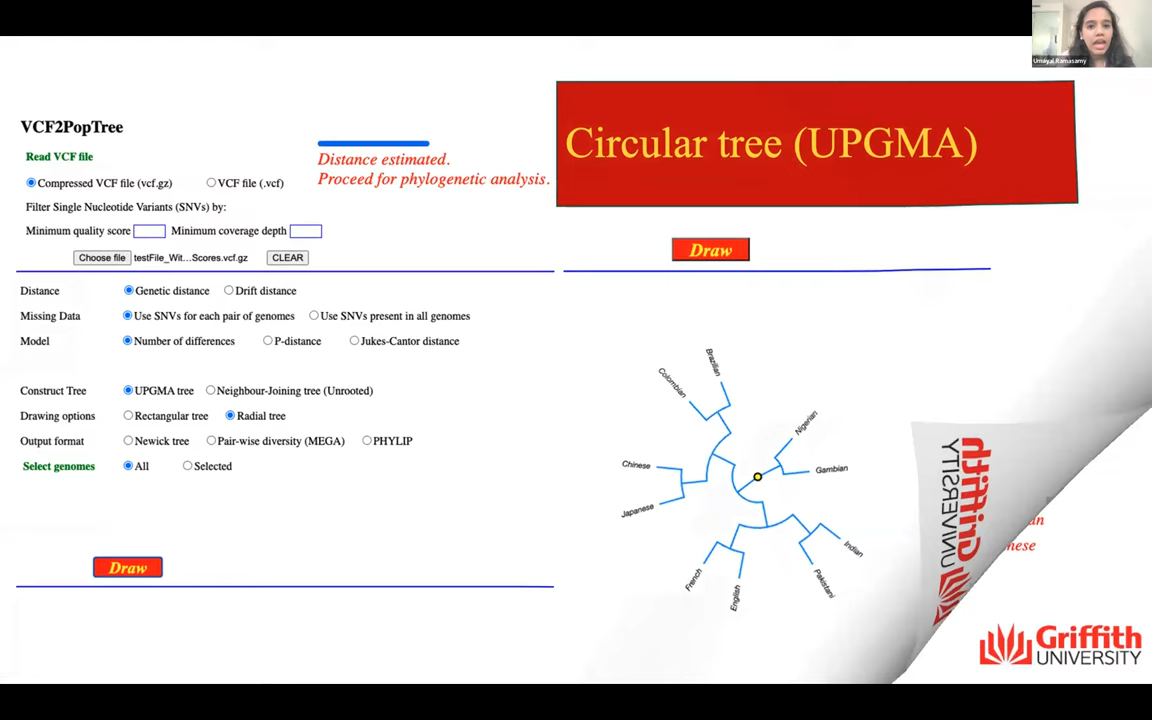 Umayal Ramasamy
VCF2PopTree
Read VCF file
Compressed VCF file (vcf.gz) VCF file (.vcf)
Filter Single Nucleotide Variants (SNVs) by:
Minimum quality score Minimum coverage depth
Choose file testFile_Wit...Scores.vcf.gz CLEAR
Distance estimated.
Proceed for phylogenetic analysis.
Distance Genetic distance Drift distance
Missing Data Use SNVs for each pair of genomes Use SNVs present in all genomes
Model Number of differences P-distance Jukes-Cantor distance
Construct Tree UPGMA tree Neighbour-Joining tree (Unrooted)
Drawing options Rectangular tree Radial tree
Output format Newick tree Pair-wise diversity (MEGA) PHYLIP
Select genomes All Selected
Draw
Circular tree (UPGMA)
Draw
Brazilian
Colombian
Nigerian
Chinese
Gambian
Japanese
Indian
French
Pakistani
English
an
nese
Griffith
UNIVERSITY
Griffith
UNIVERSITY